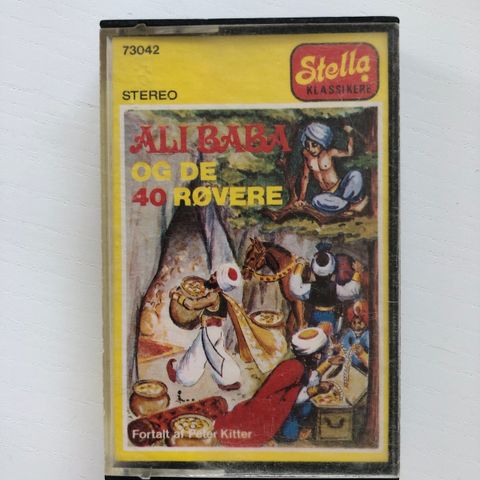 73042
STEREO
Stella
KLASSIKERE
ALI BABA
OG DE
40 RØVERE
Fortalt af Peter Kitter